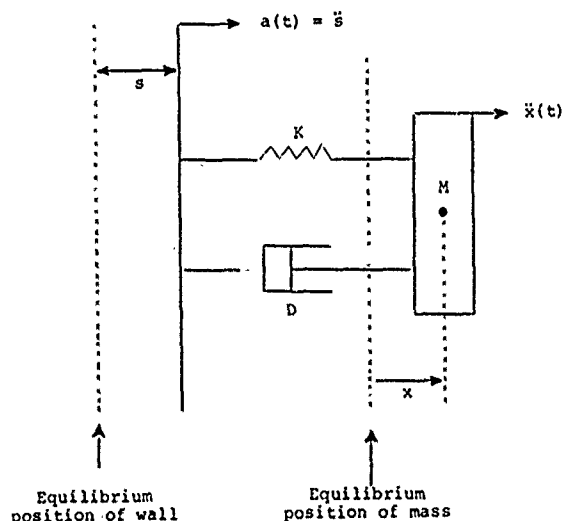 a(t) = s̈
s
ẍ(t)
K
M
D
x
Equilibrium
position of wall
Equilibrium
position of mass